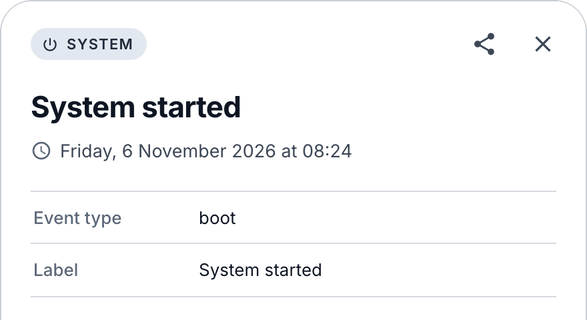 SYSTEM
System started
Friday, 6 November 2026 at 08:24
Event type boot
Label System started